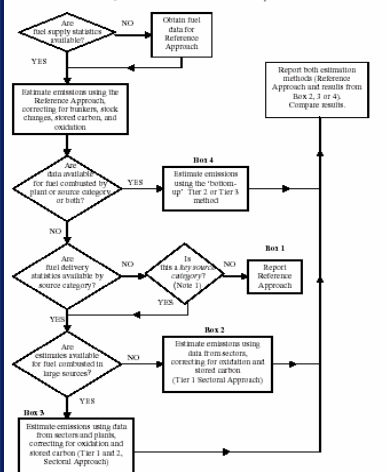 Are
fuel supply statistics
available?
NO
Obtain fuel
data for
Reference
Approach
YES
Estimate emissions using the
Reference Approach,
correcting for bunkers, stock
changes, stored carbon, and
oxidation
Report both estimation
methods (Reference
Approach and results from
Box 2, 3 or 4).
Compare results.
Are
data available
for fuel combusted by
plant or source category
or both?
YES
Box 4
Estimate emissions
using the 'bottom-
up' Tier 2 or Tier 3
method
NO
Are
fuel delivery
statistics available by
source category?
NO
Is
this a key source
category?
(Note 1)
NO
Box 1
Report
Reference
Approach
YES
YES
Are
estimates available
for fuel combusted in
large sources?
NO
Box 2
Estimate emissions using
data from sectors,
correcting for oxidation and
stored carbon
(Tier 1 Sectoral Approach)
YES
Box 3
Estimate emissions using data
from sectors and plants,
correcting for oxidation and
stored carbon (Tier 1 and 2,
Sectoral Approach)